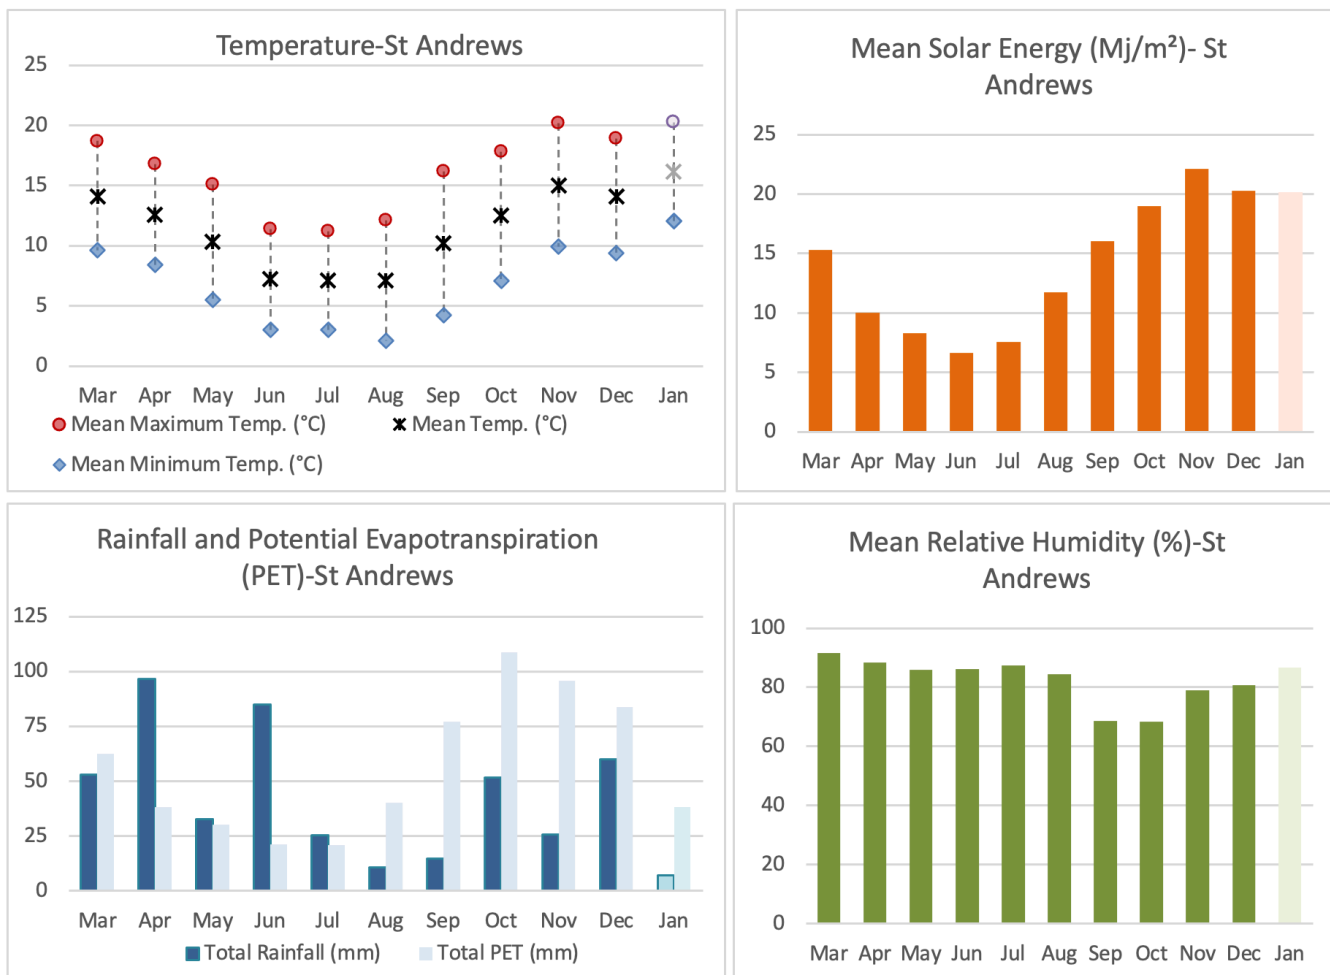 Temperature-St Andrews
25
20
15
10
5
0
Mar Apr May Jun Jul Aug Sep Oct Nov Dec Jan
Mean Maximum Temp. (°C) Mean Temp. (°C)
Mean Minimum Temp. (°C)
Mean Solar Energy (Mj/m²)- St
Andrews
25
20
15
10
5
0
Mar Apr May Jun Jul Aug Sep Oct Nov Dec Jan
Rainfall and Potential Evapotranspiration
(PET)-St Andrews
125
100
75
50
25
0
Mar Apr May Jun Jul Aug Sep Oct Nov Dec Jan
Total Rainfall (mm) Total PET (mm)
Mean Relative Humidity (%)-St
Andrews
100
80
60
40
20
0
Mar Apr May Jun Jul Aug Sep Oct Nov Dec Jan